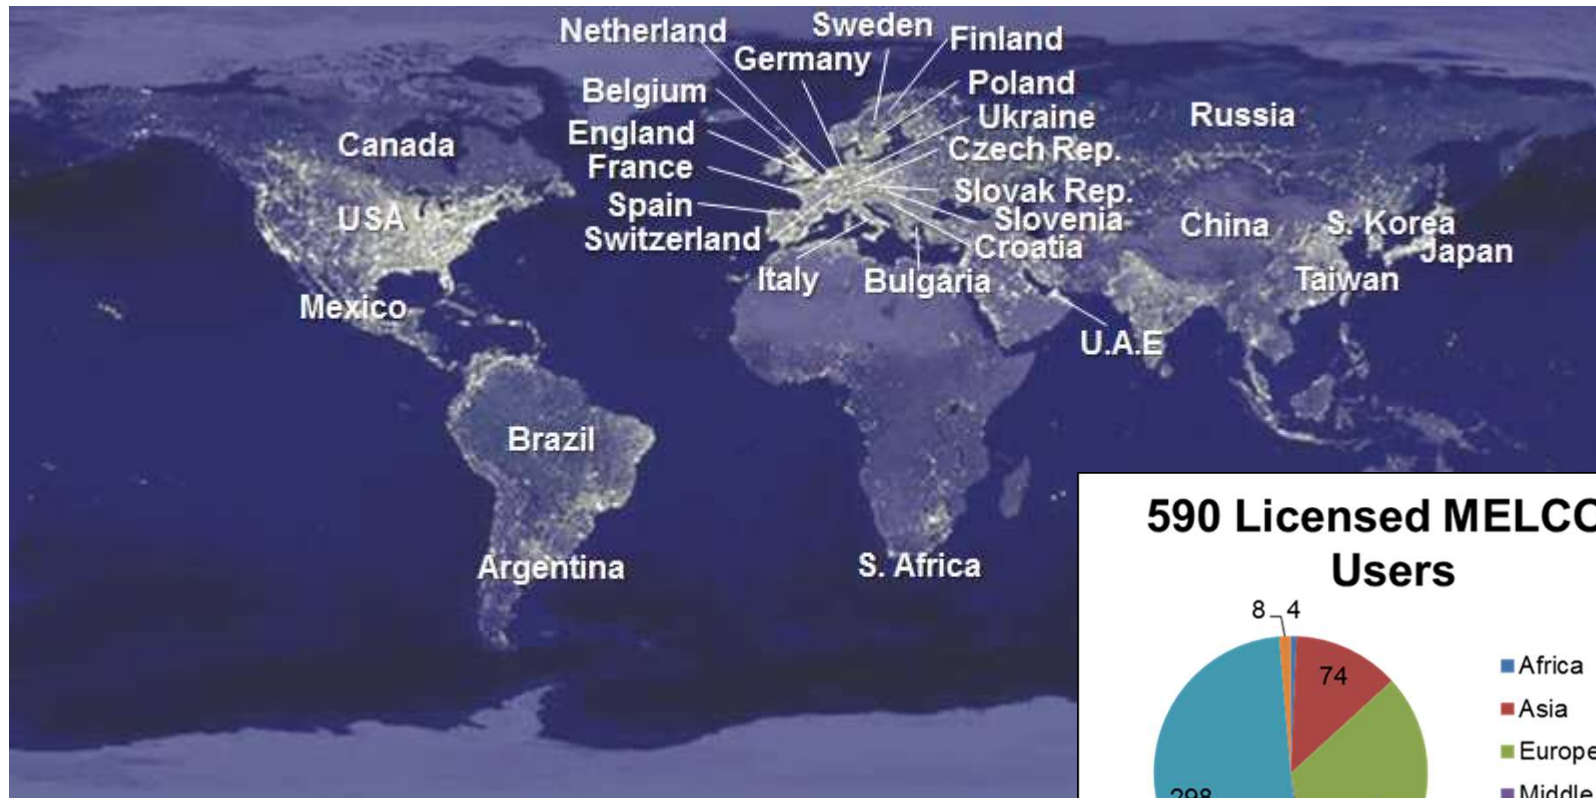 Netherland
Sweden
Finland
Germany
Belgium
Poland
Ukraine
Russia
England
Canada
Czech Rep.
France
Slovak Rep.
Spain
USA
Slovenia
China
S. Korea
Switzerland
Croatia
Japan
Italy
Bulgaria
Taiwan
Mexico
U.A.E
Brazil
Argentina
S. Africa
590 Licensed MELCO
Users
8 4
74
298
Africa
Asia
Europe
Middle